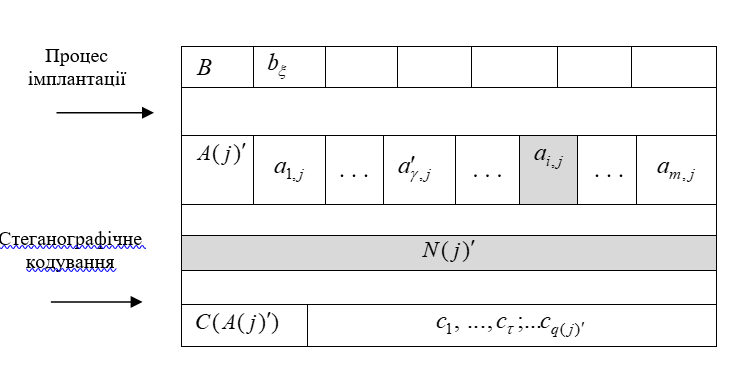 Процес
імплантації
B b_ξ
A(j)′ a_{1,j} . . . a′_{γ,j} . . . a_{i,j} . . . a_{m,j}
Стеганографічне
кодування
N(j)′
C(A(j)′) c_1, ..., c_τ;...c_{q(j)′}